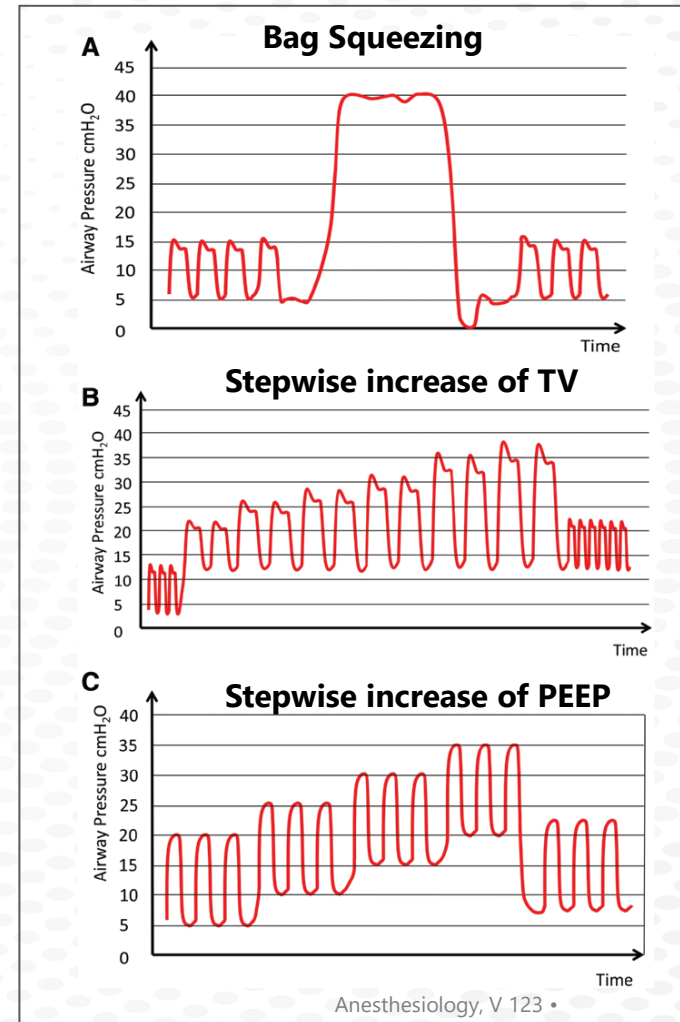 A
Bag Squeezing
Airway Pressure cmH₂O
45
40
35
30
25
20
15
10
5
0
Time
B
Stepwise increase of TV
Airway Pressure cmH₂O
45
40
35
30
25
20
15
10
5
0
Time
C
Stepwise increase of PEEP
Airway Pressure cmH₂O
40
35
30
25
20
15
10
5
0
Time
Anesthesiology, V 123 •